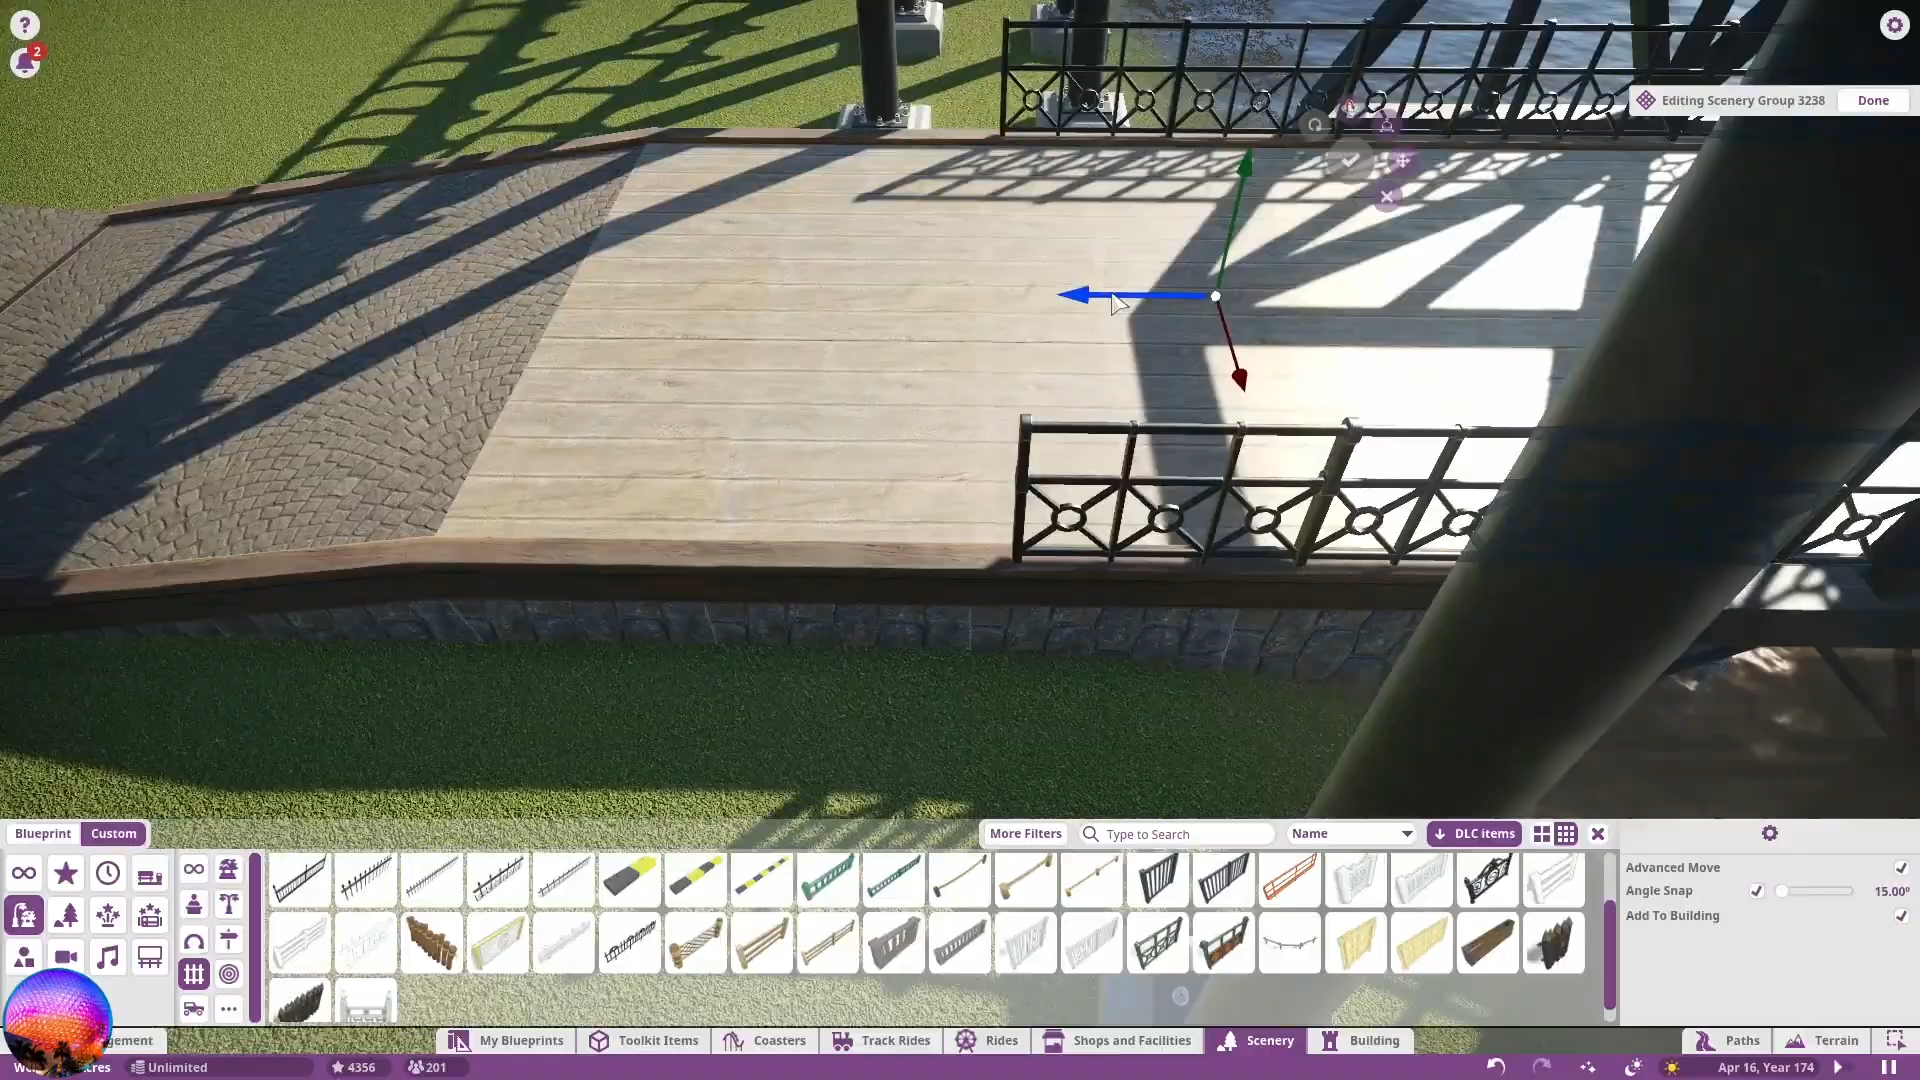 ?
2
Editing Scenery Group 3238
Done
Blueprint
Custom
More Filters
Type to Search
Name
DLC items
Advanced Move
Angle Snap
15.00°
Add To Building
My Blueprints
Toolkit Items
Coasters
Track Rides
Rides
Shops and Facilities
Scenery
Building
Paths
Terrain
Unlimited
4356
201
Apr 16, Year 174